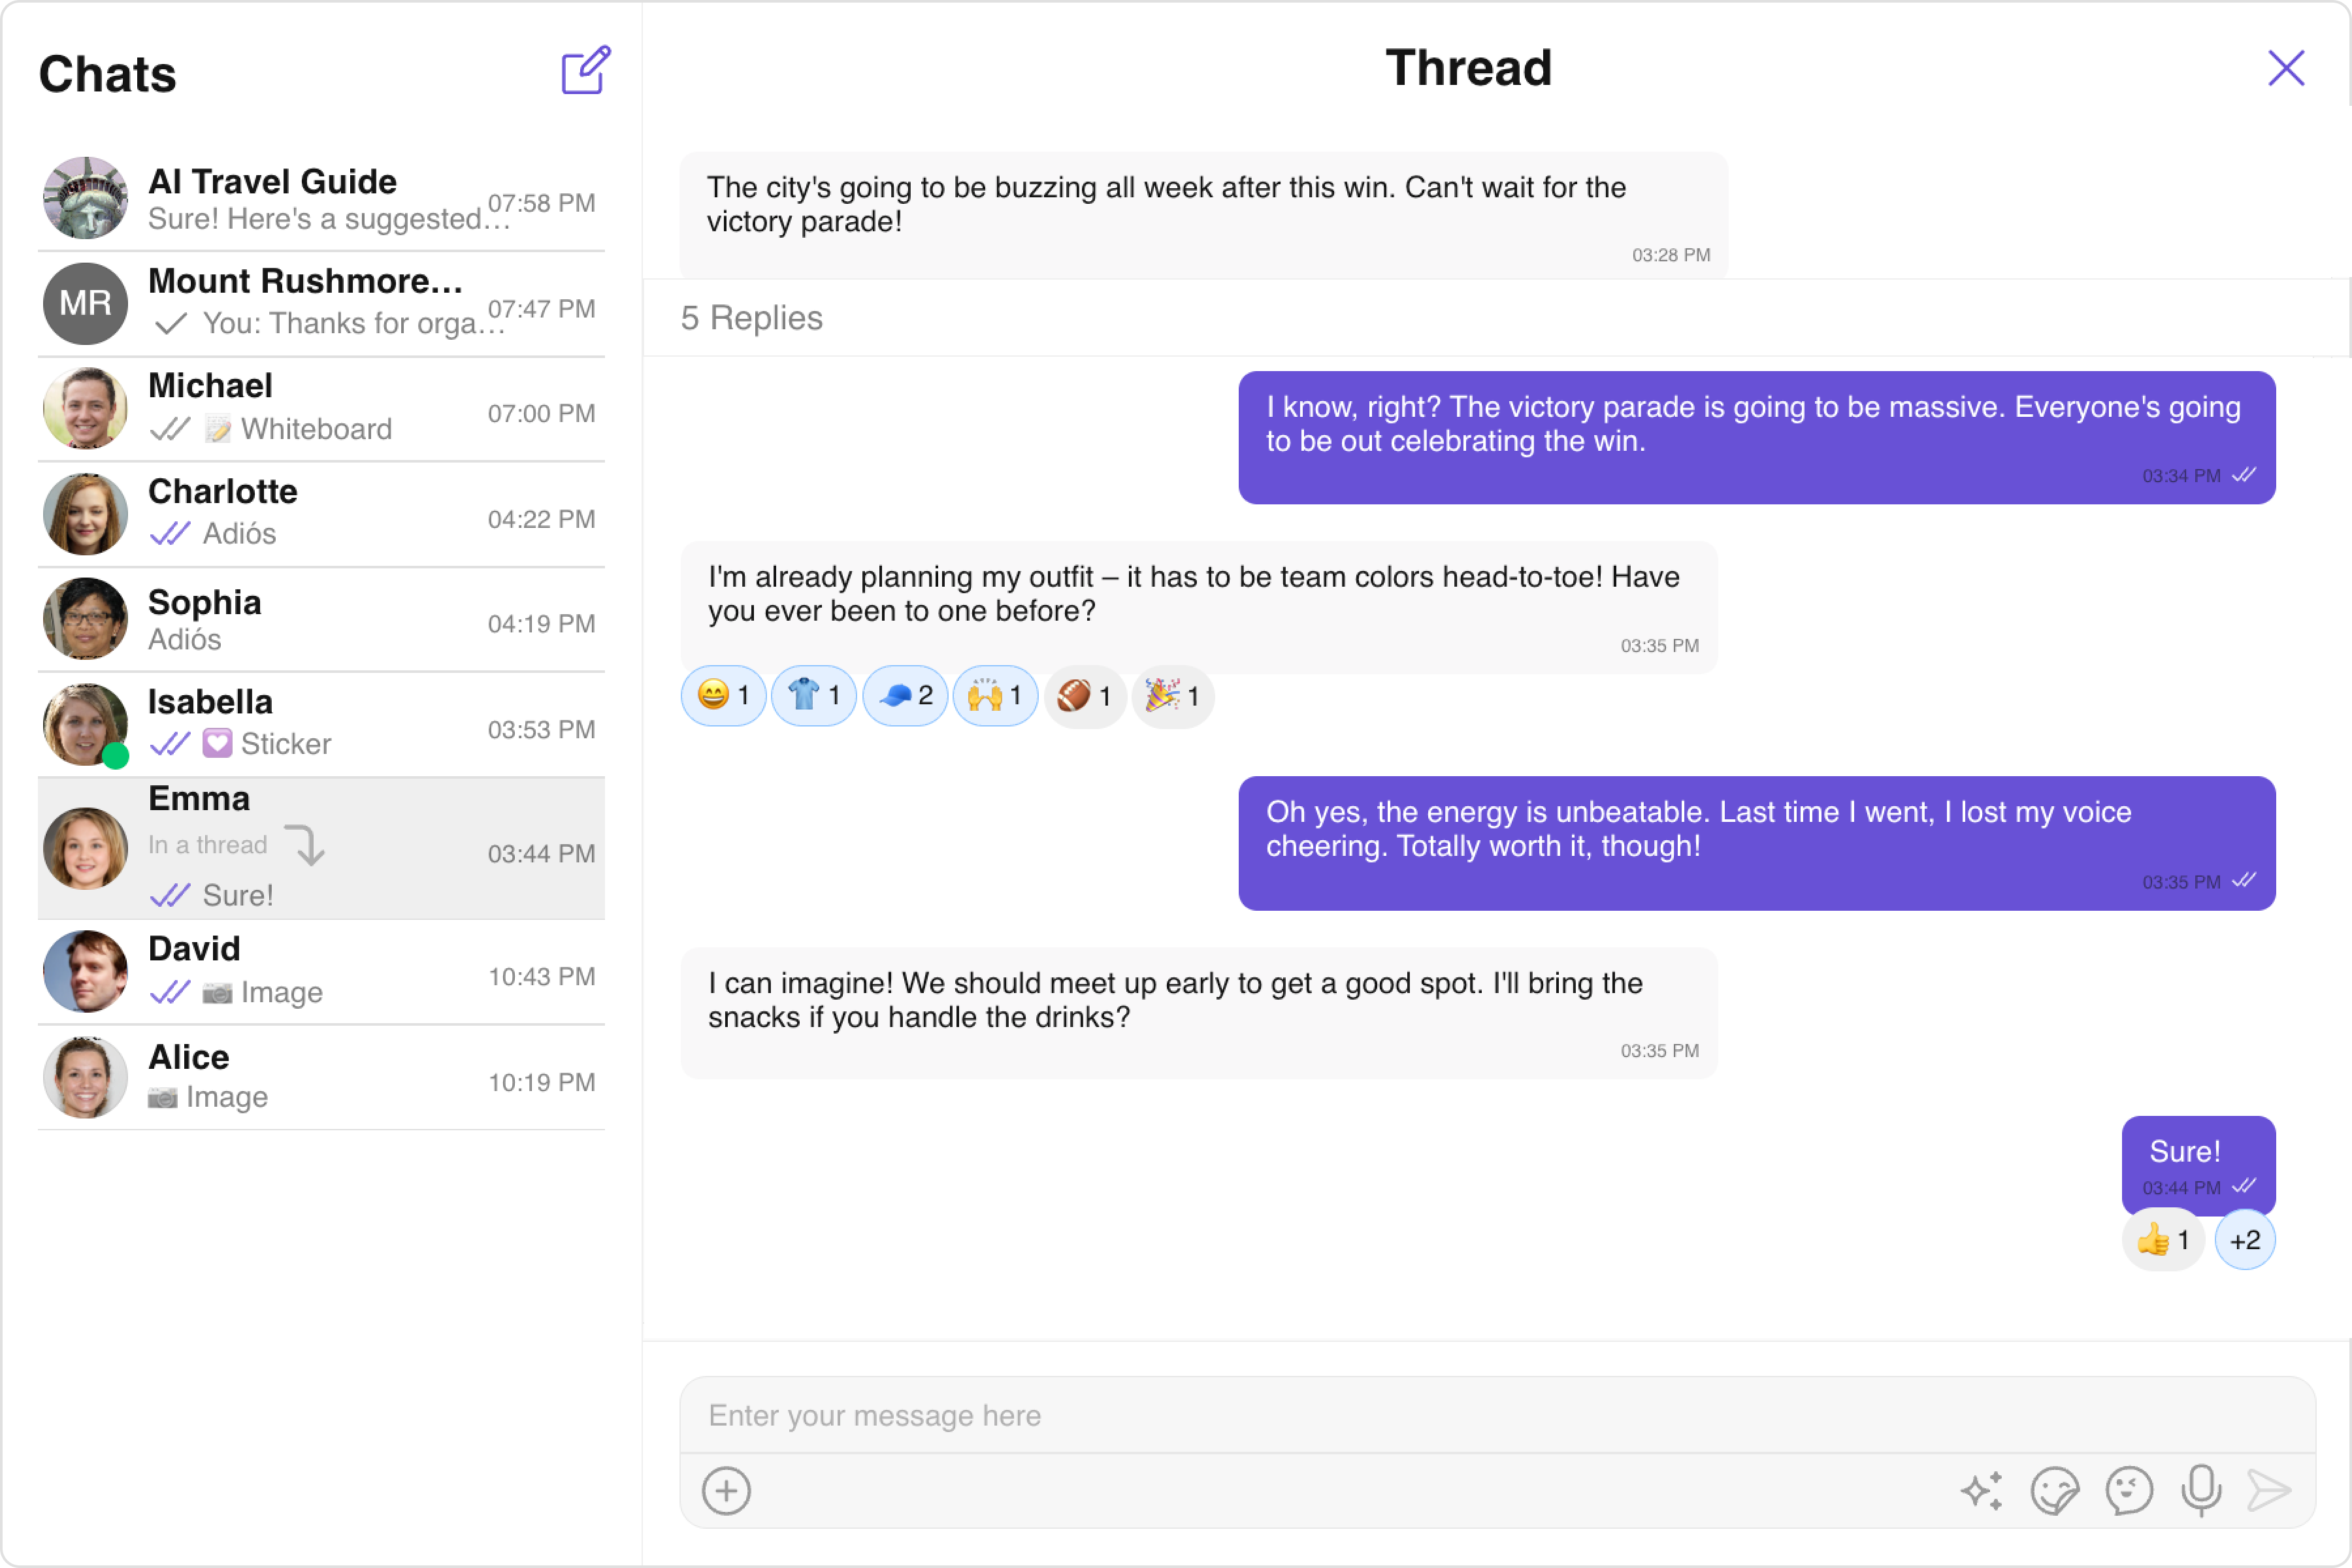 Chats
AI Travel Guide
Sure! Here's a suggested...
07:58 PM
MR
Mount Rushmore...
You: Thanks for orga...
07:47 PM
Michael
📝 Whiteboard
07:00 PM
Charlotte
Adiós
04:22 PM
Sophia
Adiós
04:19 PM
Isabella
💟 Sticker
03:53 PM
Emma
In a thread
Sure!
03:44 PM
David
📷 Image
10:43 PM
Alice
📷 Image
10:19 PM
Thread
The city's going to be buzzing all week after this win. Can't wait for the
victory parade!
03:28 PM
5 Replies
I know, right? The victory parade is going to be massive. Everyone's going
to be out celebrating the win.
03:34 PM
I'm already planning my outfit – it has to be team colors head-to-toe! Have
you ever been to one before?
03:35 PM
😄 1 👕 1 🧢 2 🙌 1 🏈 1 🎉 1
Oh yes, the energy is unbeatable. Last time I went, I lost my voice
cheering. Totally worth it, though!
03:35 PM
I can imagine! We should meet up early to get a good spot. I'll bring the
snacks if you handle the drinks?
03:35 PM
Sure!
03:44 PM
👍 1 +2
Enter your message here